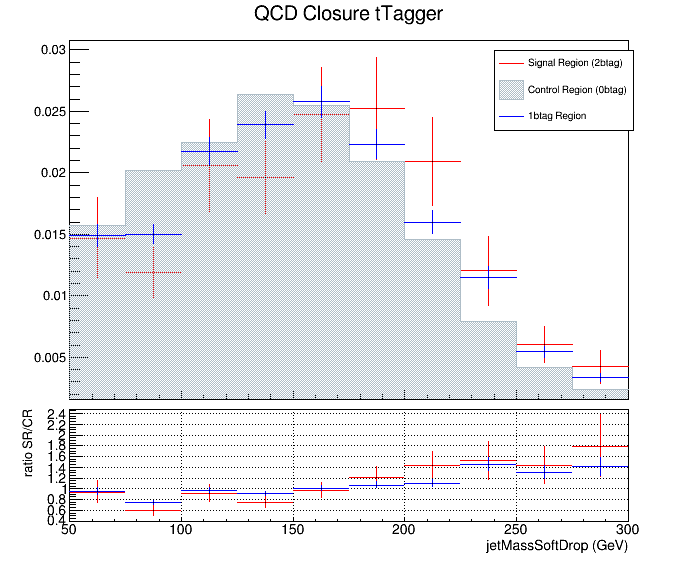 QCD Closure tTagger
0.03
0.025
0.02
0.015
0.01
0.005
Signal Region (2btag)
Control Region (0btag)
1btag Region
ratio SR/CR
2.4
2.2
2
1.8
1.6
1.4
1.2
1
0.8
0.6
0.4
50 100 150 200 250 300
jetMassSoftDrop (GeV)